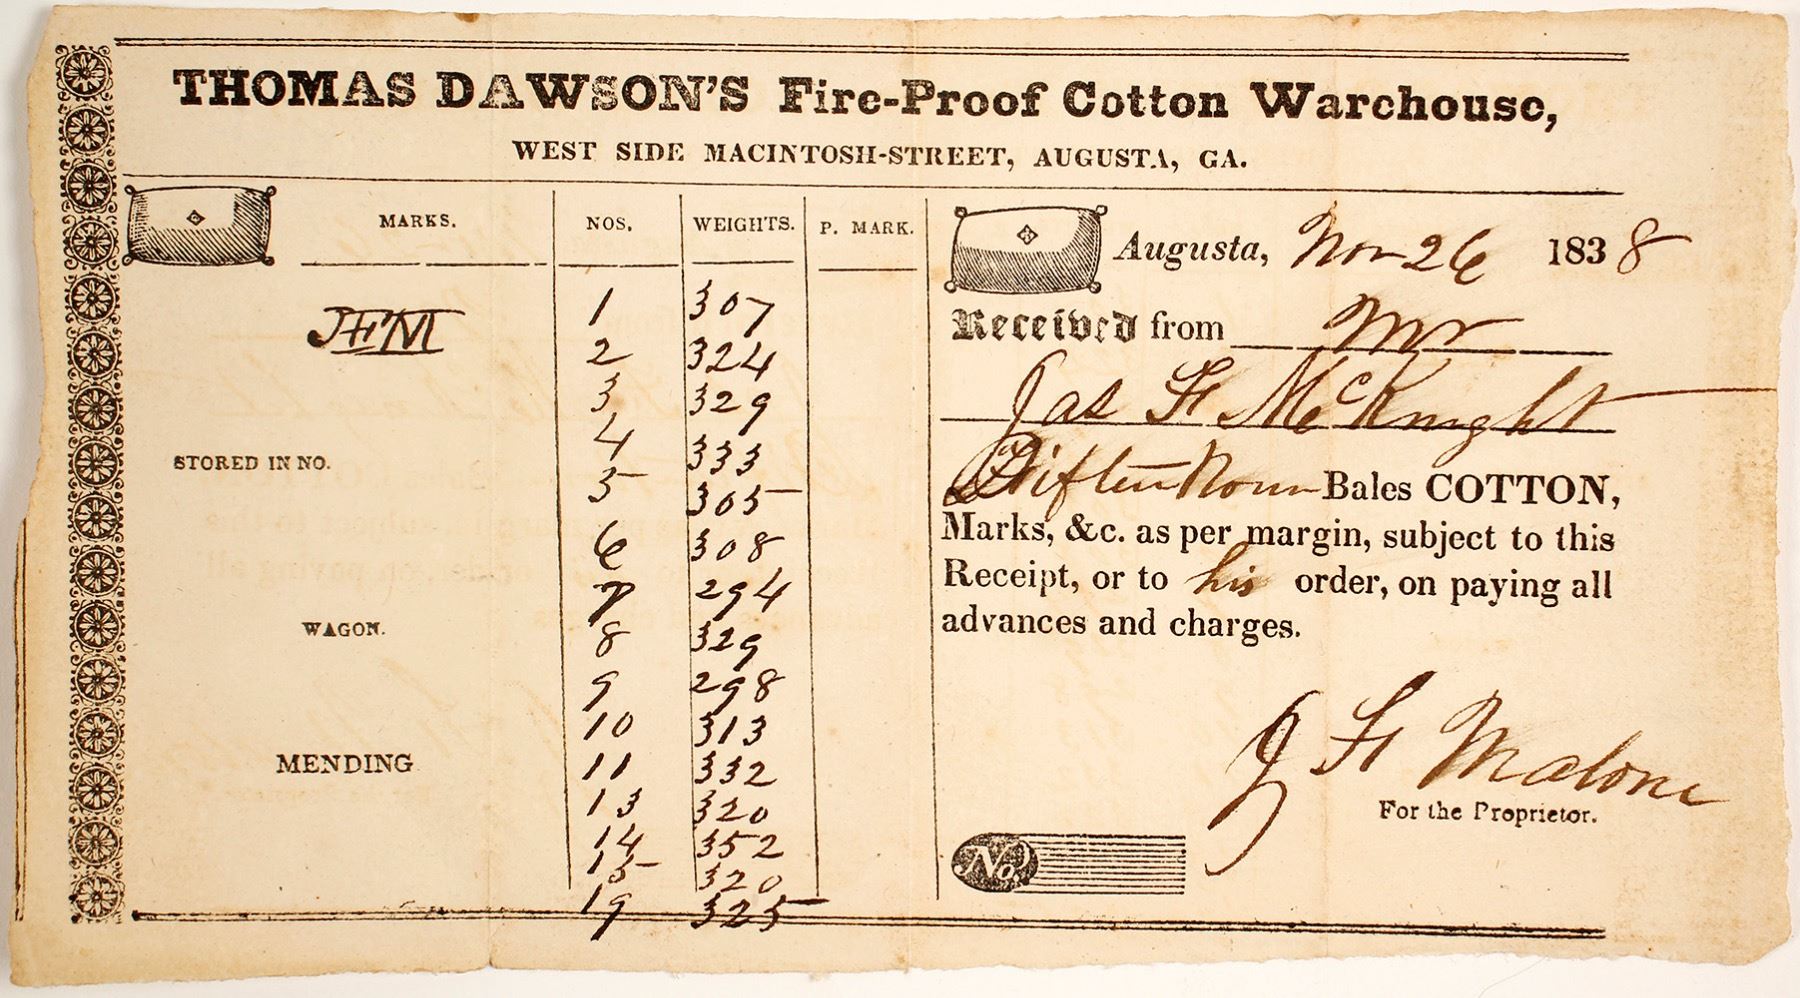 THOMAS DAWSON'S Fire-Proof Cotton Warehouse,
WEST SIDE MACINTOSH-STREET, AUGUSTA, GA.
MARKS. NOS. WEIGHTS. P. MARK.
JFM
STORED IN NO.
WAGON.
MENDING
1 307
2 324
3 329
4 333
5 305
6 308
7 294
8 329
9 298
10 313
11 332
13 320
14 352
15 320
19 325
Augusta, Nov 26 1838
Received from Mr
Jas F McKnight
Fifteen Bales COTTON,
Marks, &c. as per margin, subject to this
Receipt, or to his order, on paying all
advances and charges.
J F Malone
For the Proprietor.
No.